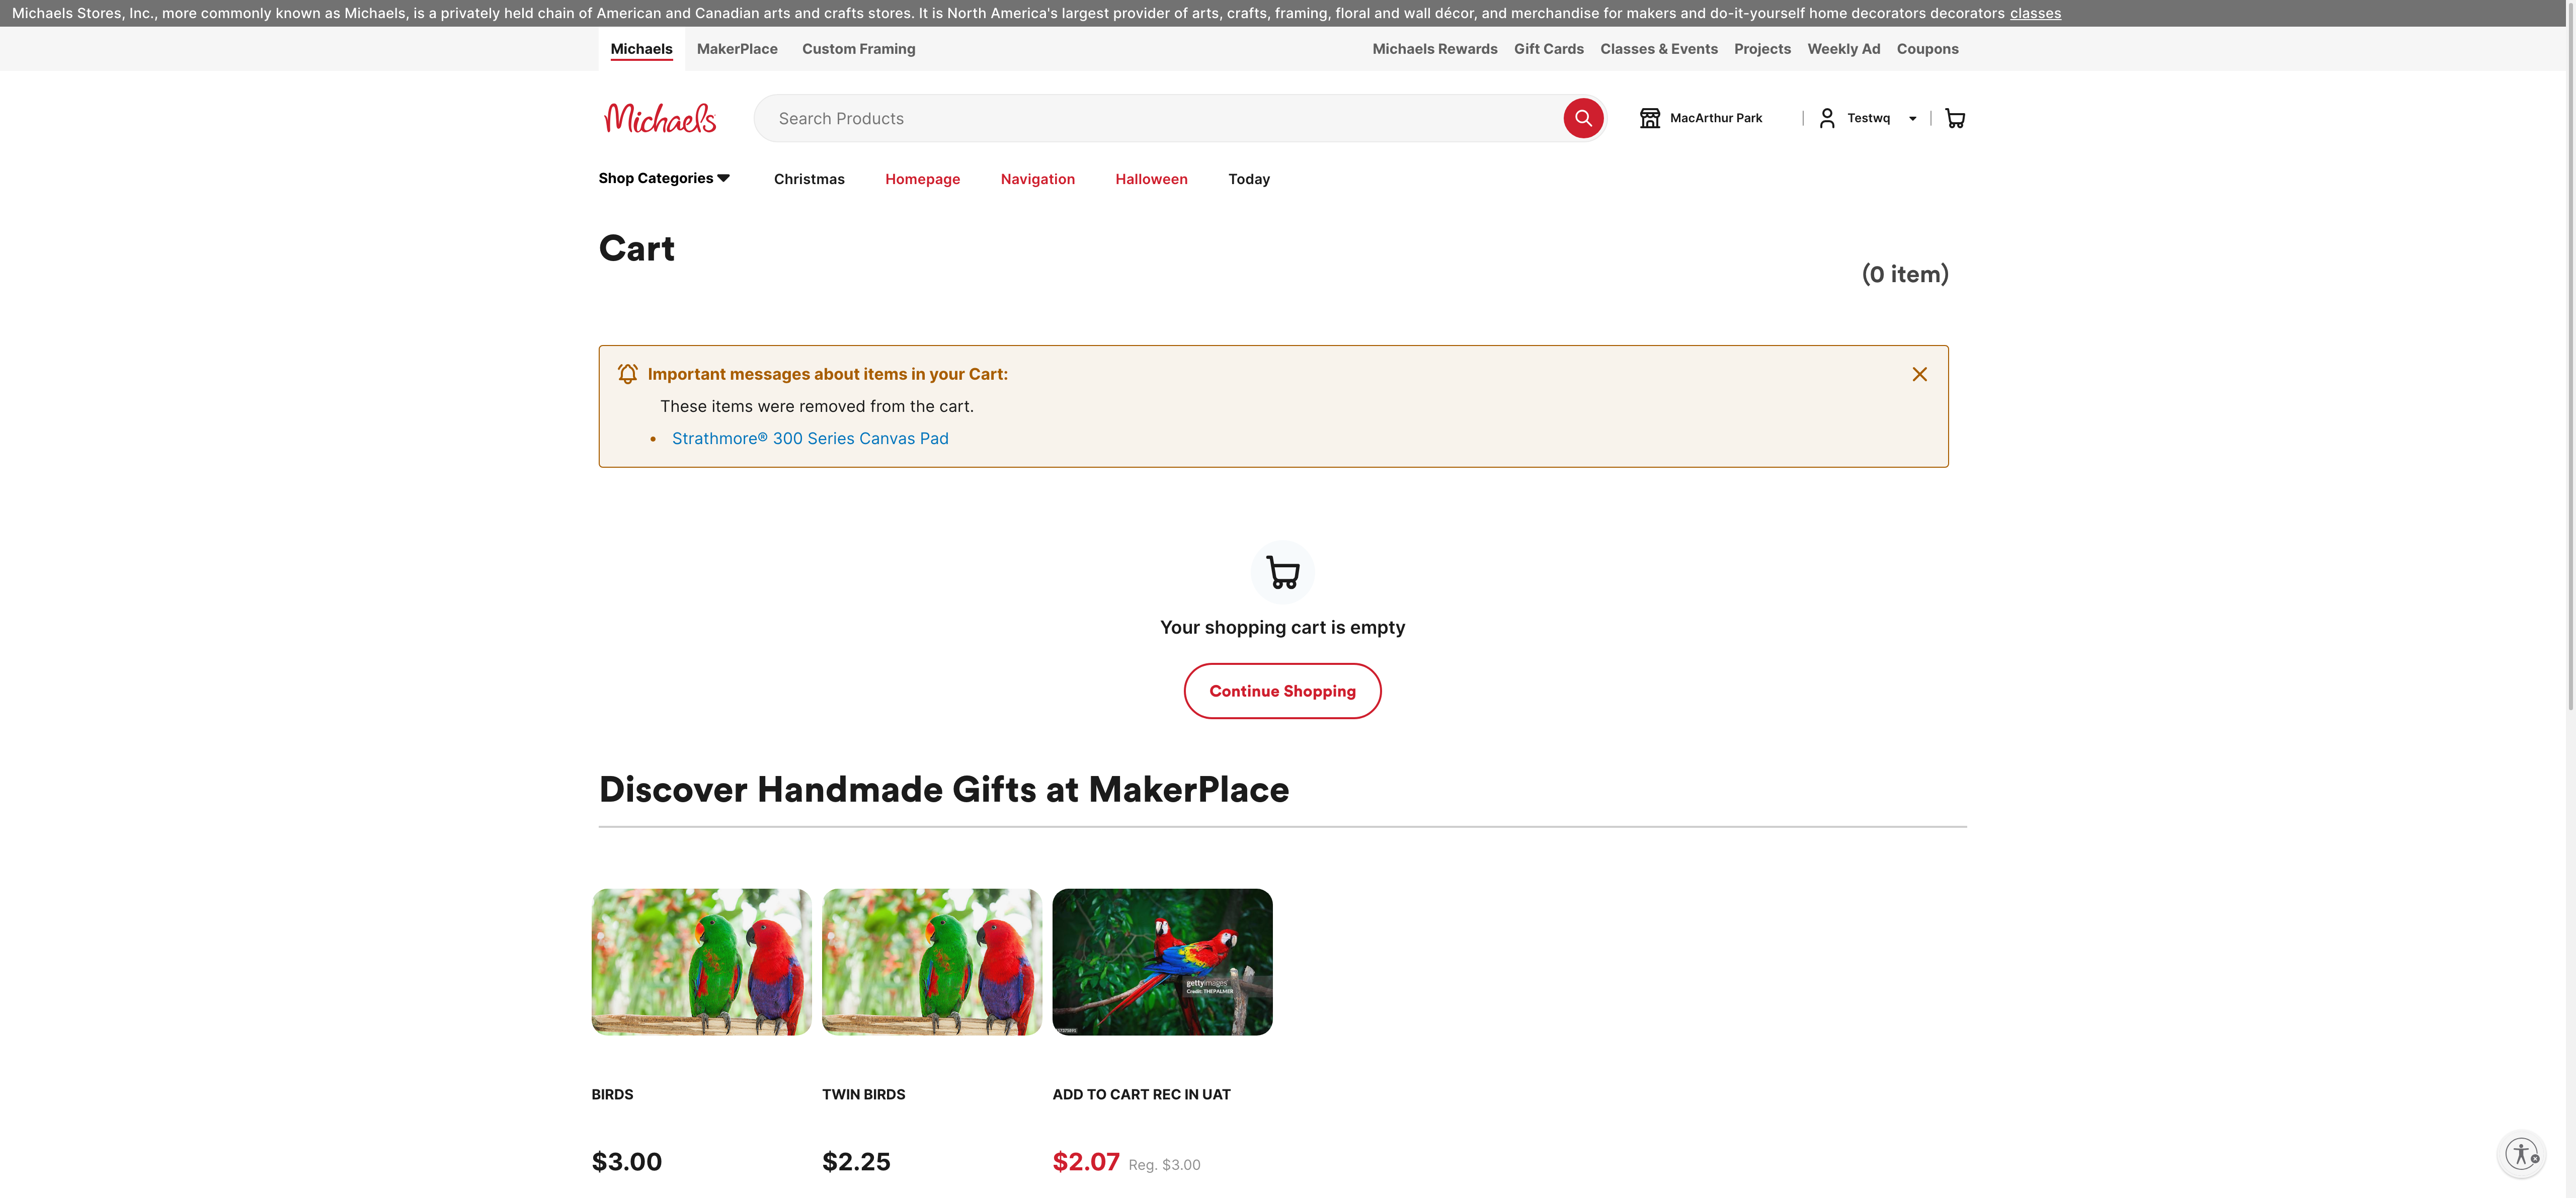 Michaels Stores, Inc., more commonly known as Michaels, is a privately held chain of American and Canadian arts and crafts stores. It is North America's largest provider of arts, crafts, framing, floral and wall décor, and merchandise for makers and do-it-yourself home decorators decorators classes
Michaels MakerPlace Custom Framing Michaels Rewards Gift Cards Classes & Events Projects Weekly Ad Coupons
Michaels Search Products MacArthur Park Testwq
Shop Categories Christmas Homepage Navigation Halloween Today
Cart
(0 item)
Important messages about items in your Cart:
These items were removed from the cart.
• Strathmore® 300 Series Canvas Pad
Your shopping cart is empty
Continue Shopping
Discover Handmade Gifts at MakerPlace
gettyimages
Credit: THEPALMER
BIRDS TWIN BIRDS ADD TO CART REC IN UAT
$3.00 $2.25 $2.07 Reg. $3.00